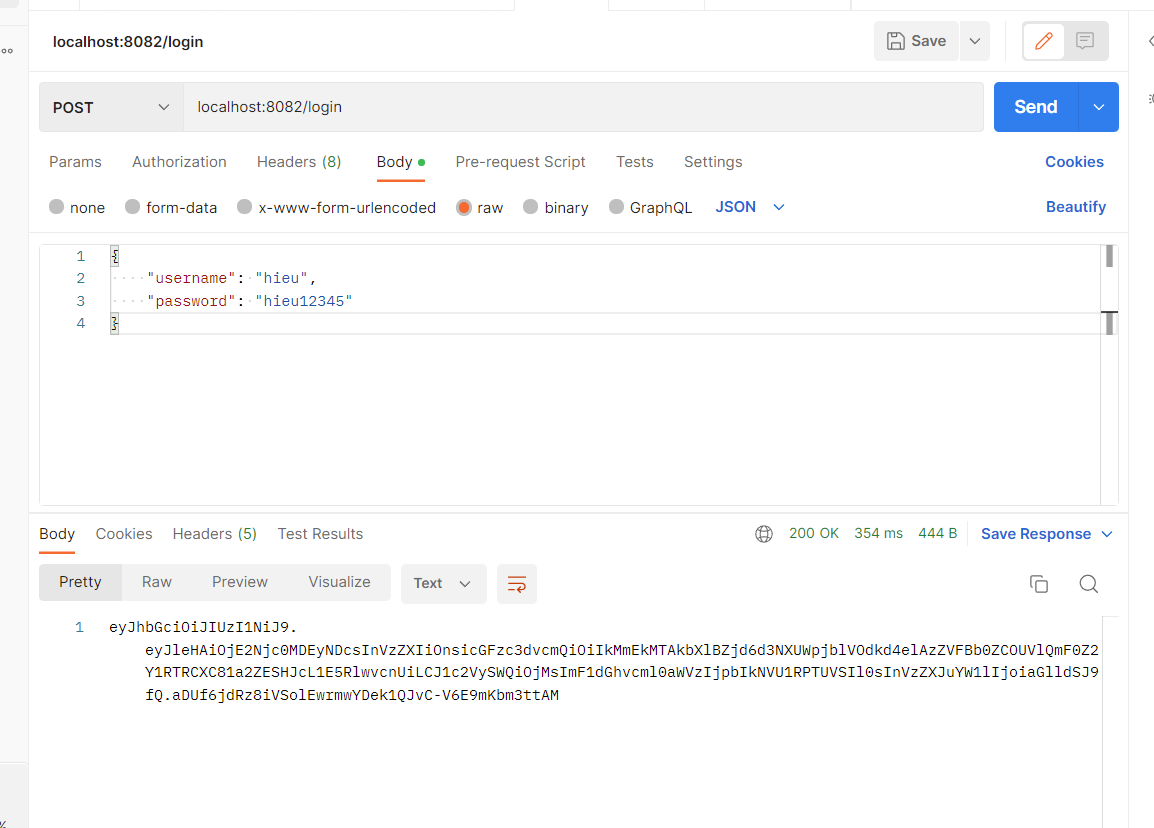 localhost:8082/login
Save
POST
localhost:8082/login
Send
Params Authorization Headers (8) Body Pre-request Script Tests Settings Cookies
none form-data x-www-form-urlencoded raw binary GraphQL JSON Beautify
1 {
2 "username": "hieu",
3 "password": "hieu12345"
4 }
Body Cookies Headers (5) Test Results 200 OK 354 ms 444 B Save Response
Pretty Raw Preview Visualize Text
1 eyJhbGciOiJIUzI1NiJ9.
eyJleHAiOjE2Njc0MDEyNDcsInVzZXIiOnsicGFzc3dvcmQiOiIkMmEkMTAkbXlBZjd6d3NXUWpjblVOdkd4elAzZVFBb0ZCOUVlQmF0Z2
Y1RTRCXC81a2ZESHJcL1E5RlwvcnUiLCJ1c2VySWQiOjMsImF1dGhvcml0aWVzIjpbIkNVU1RPTUVSIl0sInVzZXJuYW1lIjoiaGlldSJ9
fQ.aDUf6jdRz8iVSolEwrmwYDek1QJvC-V6E9mKbm3ttAM